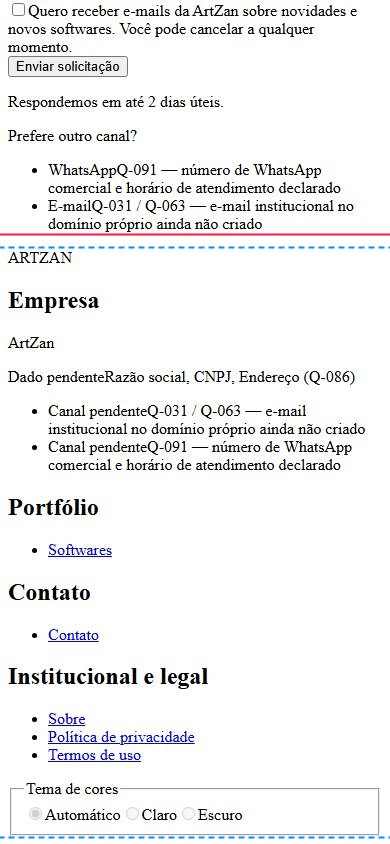 Quero receber e-mails da ArtZan sobre novidades e
novos softwares. Você pode cancelar a qualquer
momento.
Enviar solicitação
Respondemos em até 2 dias úteis.
Prefere outro canal?
WhatsAppQ-091 — número de WhatsApp
comercial e horário de atendimento declarado
E-mailQ-031 / Q-063 — e-mail institucional no
domínio próprio ainda não criado
ARTZAN
Empresa
ArtZan
Dado pendenteRazão social, CNPJ, Endereço (Q-086)
Canal pendenteQ-031 / Q-063 — e-mail
institucional no domínio próprio ainda não criado
Canal pendenteQ-091 — número de WhatsApp
comercial e horário de atendimento declarado
Portfólio
Softwares
Contato
Contato
Institucional e legal
Sobre
Política de privacidade
Termos de uso
Tema de cores
Automático Claro Escuro